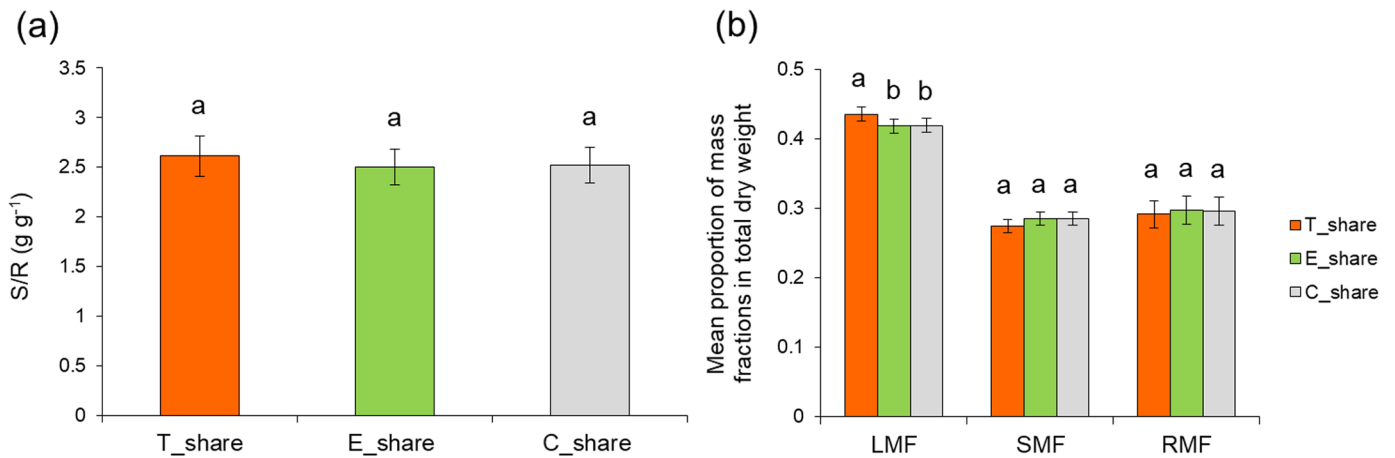 (a)
S/R (g g-1)
3.5
3
2.5
2
1.5
1
0.5
0
a
a
a
T_share
E_share
C_share
(b)
Mean proportion of mass
fractions in total dry weight
0.5
0.4
0.3
0.2
0.1
0
a
b
b
a
a
a
a
a
a
LMF
SMF
RMF
T_share
E_share
C_share